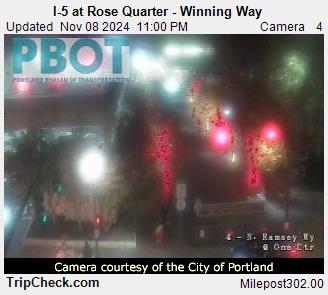 I-5 at Rose Quarter - Winning Way
Updated Nov 08 2024 11:00 PM Camera 4
PBOT
PORTLAND BUREAU OF TRANSPORTATION
4 - N. Ramsey Wy
@ One Ctr
Camera courtesy of the City of Portland
TripCheck.com Milepost302.00